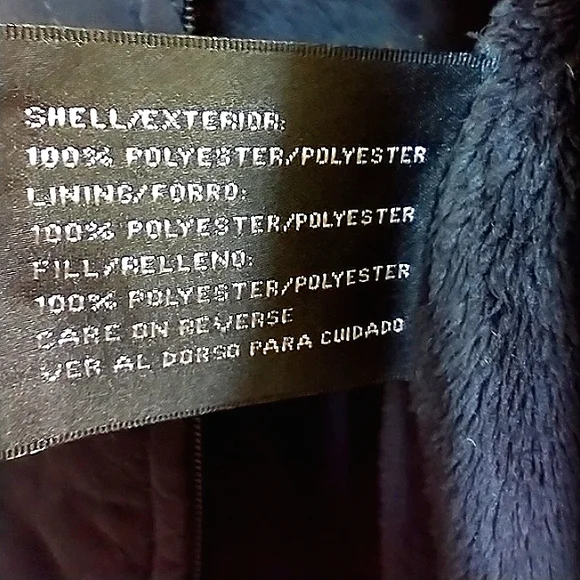 SHELL/EXTERIOR:
100% POLYESTER/POLYESTER
LINING/FORRO:
100% POLYESTER/POLYESTER
FILL/RELLENO:
100% POLYESTER/POLYESTER
CARE ON REVERSE
VER AL DORSO PARA CUIDADO